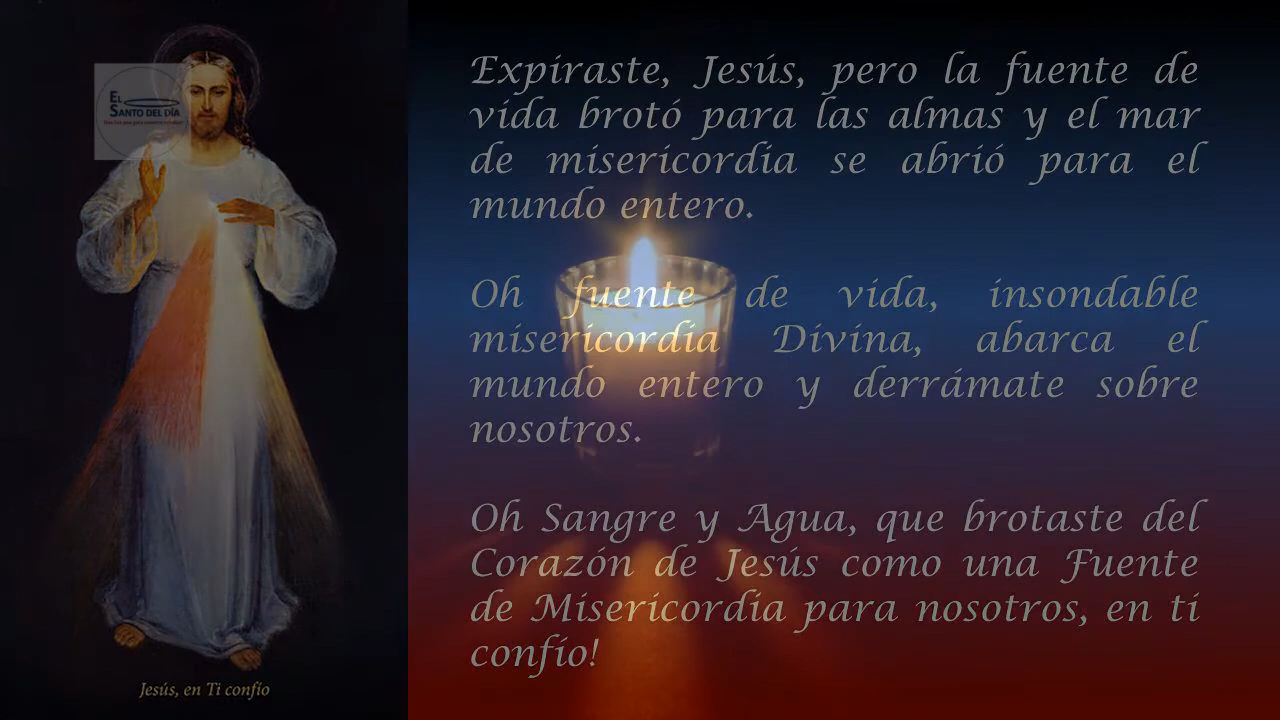 EL
SANTO DEL DÍA
Expiraste, Jesús, pero la fuente de
vida brotó para las almas y el mar
de misericordia se abrió para el
mundo entero.
Oh fuente de vida, insondable
misericordia Divina, abarca el
mundo entero y derrámate sobre
nosotros.
Oh Sangre y Agua, que brotaste del
Corazón de Jesús como una Fuente
de Misericordia para nosotros, en ti
confío!
Jesús, en Ti confío